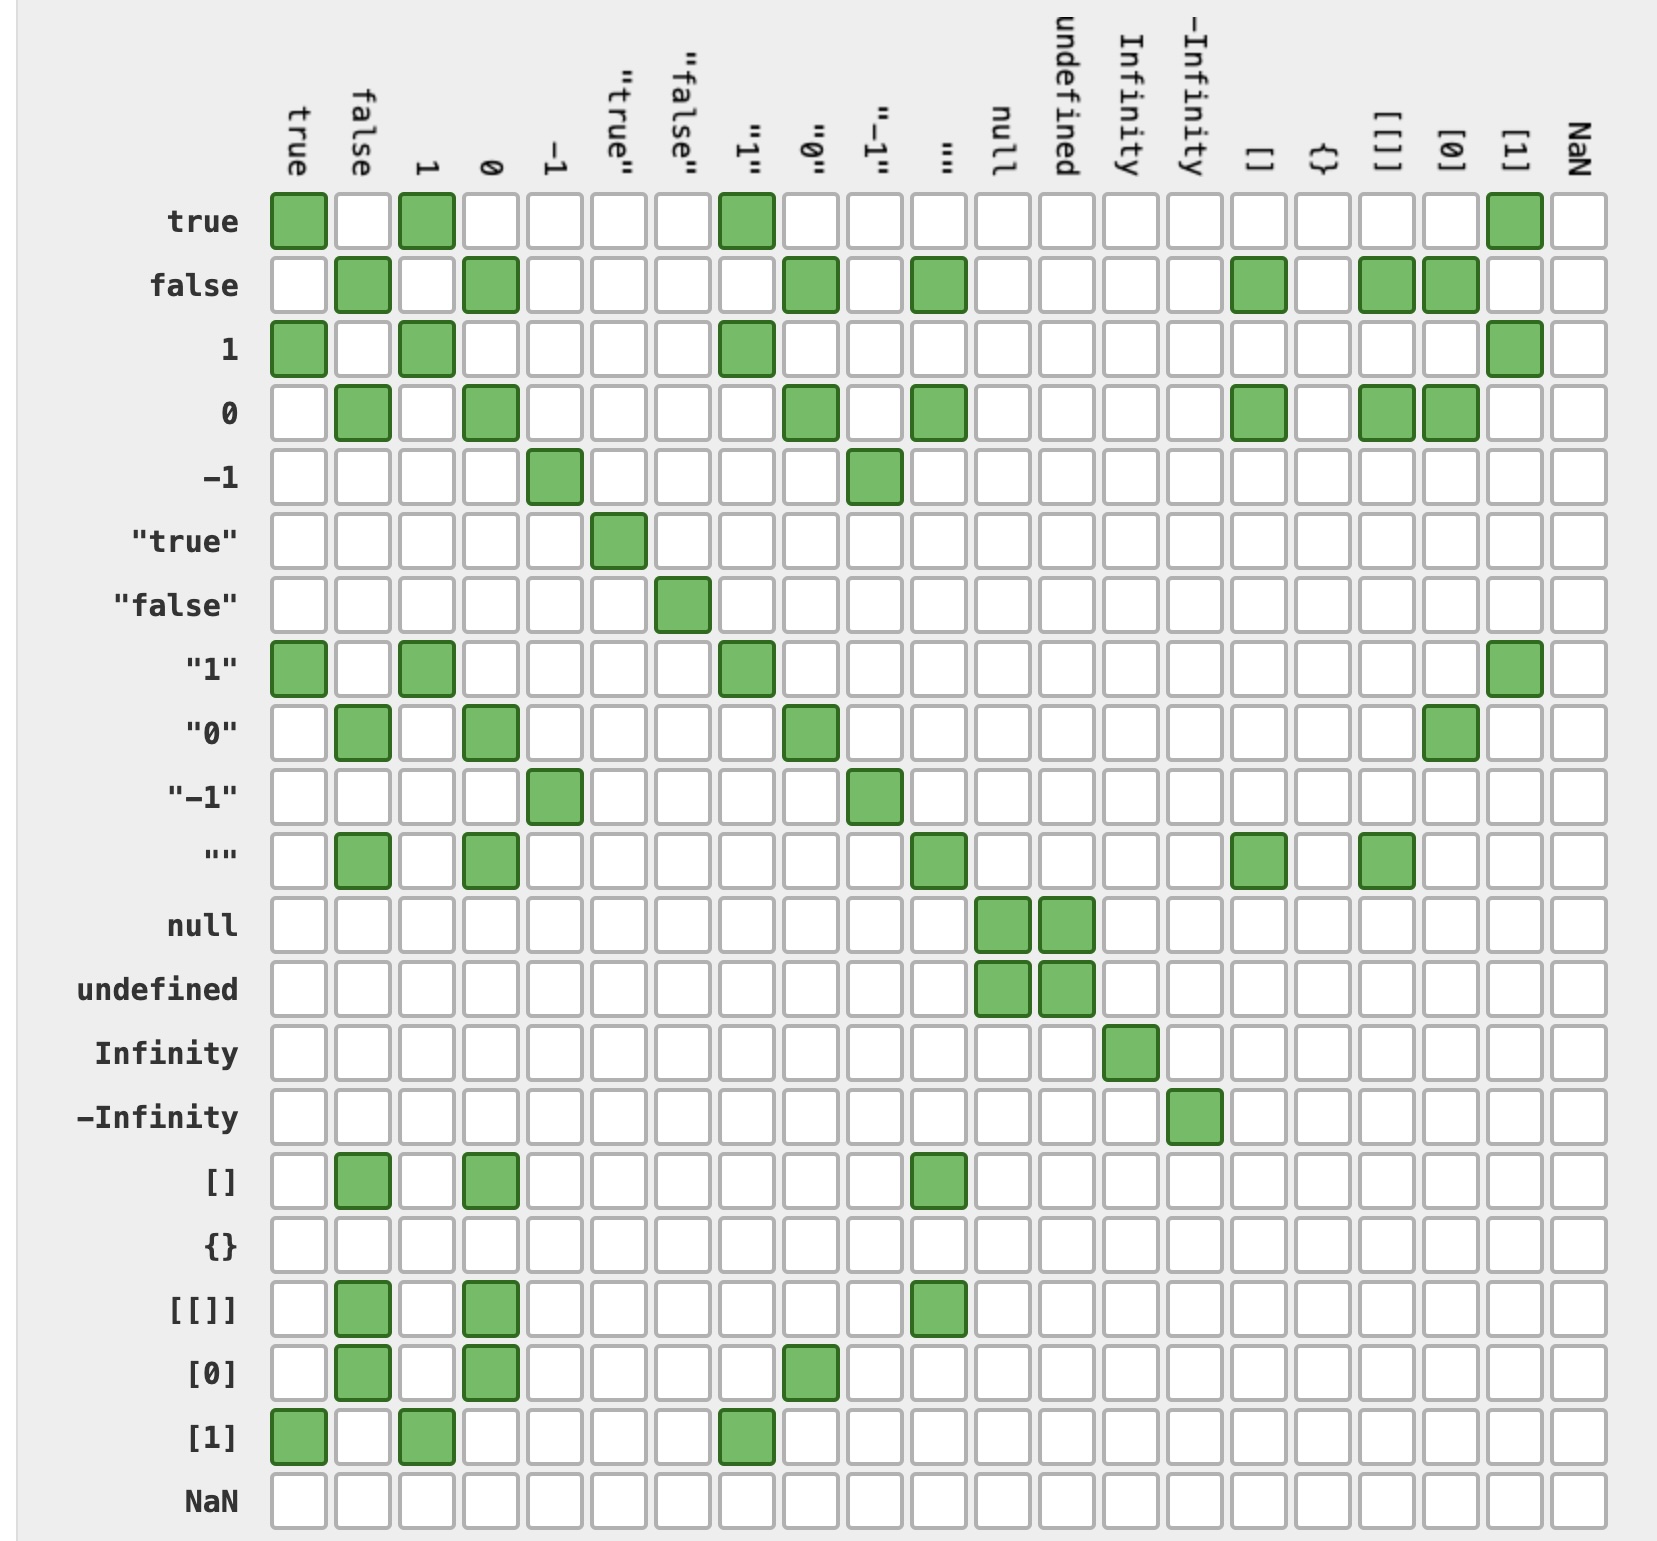 true false 1 0 -1 "true" "false" "1" "0" "-1" "" null undefined Infinity -Infinity [] {} [[]] [0] [1] NaN
true
false
1
0
-1
"true"
"false"
"1"
"0"
"-1"
""
null
undefined
Infinity
-Infinity
[]
{}
[[]]
[0]
[1]
NaN